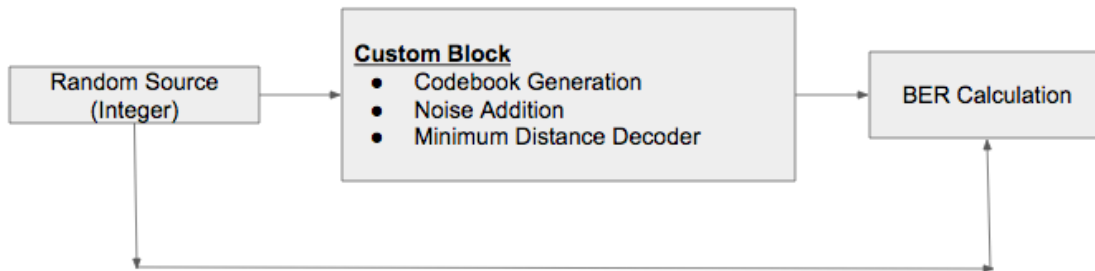 Random Source
(Integer)
Custom Block
● Codebook Generation
● Noise Addition
● Minimum Distance Decoder
BER Calculation